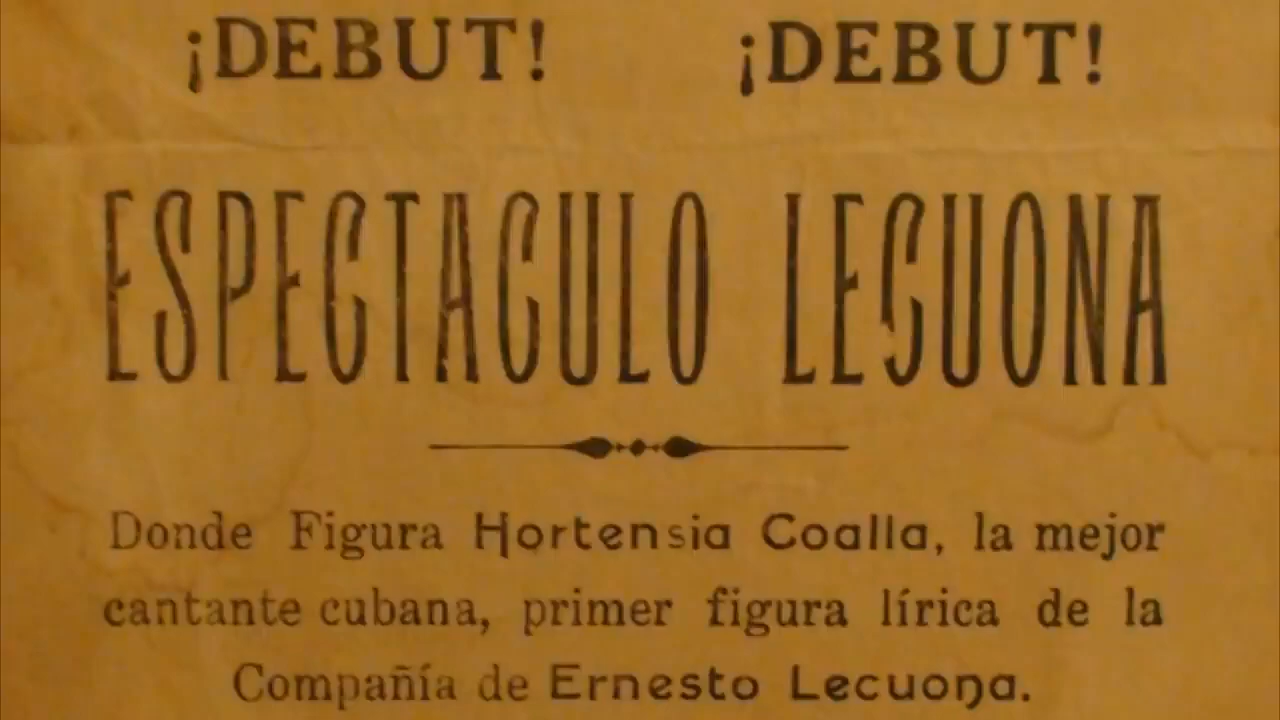 ¡DEBUT! ¡DEBUT!
ESPECTACULO LECUONA
Donde Figura Hortensia Coalla, la mejor
cantante cubana, primer figura lírica de la
Compañía de Ernesto Lecuona.